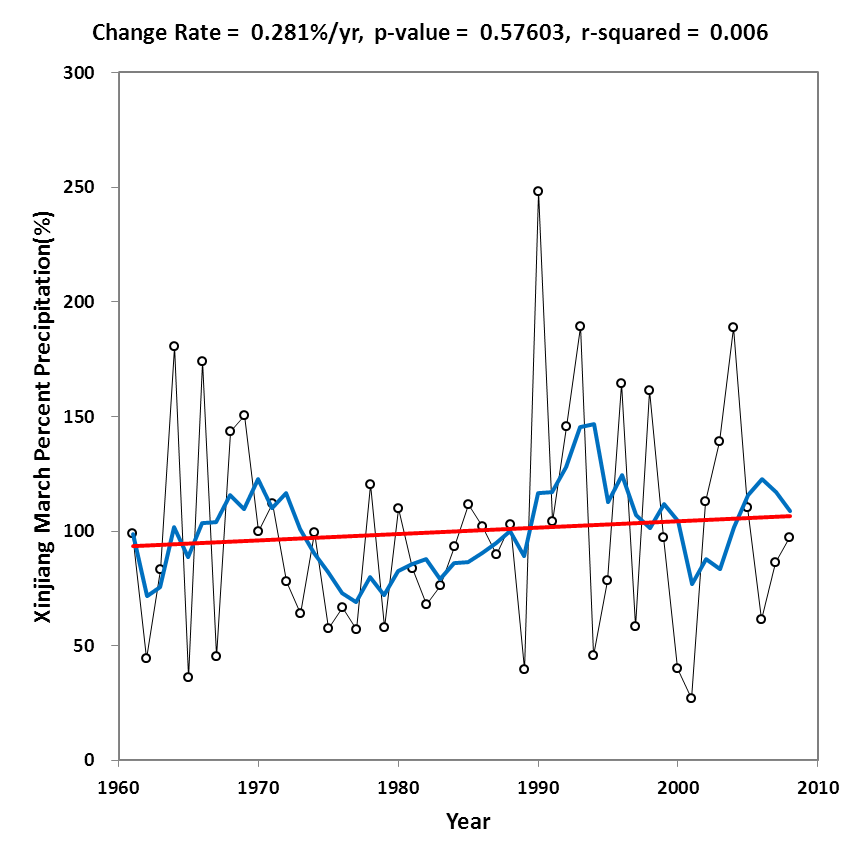 Change Rate = 0.281%/yr, p-value = 0.57603, r-squared = 0.006
300
250
200
150
100
50
0
Xinjiang March Percent Precipitation(%)
1960 1970 1980 1990 2000 2010
Year